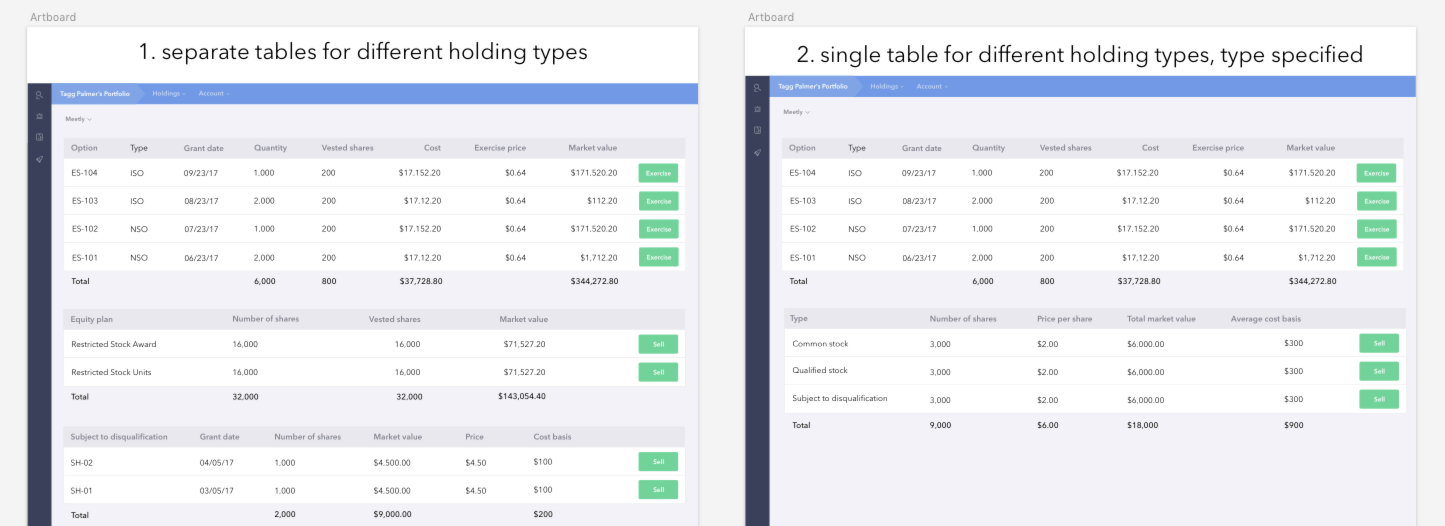 Artboard
1. separate tables for different holding types
Tagg Palmer's Portfolio Holdings Account
Meetly
Option Type Grant date Quantity Vested shares Cost Exercise price Market value
ES-104 ISO 09/23/17 1.000 200 $17.152.20 $0.64 $171.520.20 Exercise
ES-103 ISO 08/23/17 2.000 200 $17,12.20 $0.64 $112.20 Exercise
ES-102 NSO 07/23/17 1.000 200 $17.152.20 $0.64 $171.520.20 Exercise
ES-101 NSO 06/23/17 2,000 200 $17,12.20 $0.64 $1,712.20 Exercise
Total 6,000 800 $37,728.80 $344,272.80
Equity plan Number of shares Vested shares Market value
Restricted Stock Award 16,000 16,000 $71,527.20 Sell
Restricted Stock Units 16,000 16,000 $71,527.20 Sell
Total 32,000 32,000 $143,054.40
Subject to disqualification Grant date Number of shares Market value Price Cost basis
SH-02 04/05/17 1,000 $4.500.00 $4.50 $100 Sell
SH-01 03/05/17 1,000 $4.500.00 $4.50 $100 Sell
Total 2,000 $9,000.00 $200
Artboard
2. single table for different holding types, type specified
Tagg Palmer's Portfolio Holdings Account
Meetly
Option Type Grant date Quantity Vested shares Cost Exercise price Market value
ES-104 ISO 09/23/17 1.000 200 $17.152.20 $0.64 $171.520.20 Exercise
ES-103 ISO 08/23/17 2.000 200 $17.12.20 $0.64 $112.20 Exercise
ES-102 NSO 07/23/17 1.000 200 $17.152.20 $0.64 $171.520.20 Exercise
ES-101 NSO 06/23/17 2,000 200 $17,12.20 $0.64 $1,712.20 Exercise
Total 6,000 800 $37,728.80 $344,272.80
Type Number of shares Price per share Total market value Average cost basis
Common stock 3,000 $2.00 $6.000.00 $300 Sell
Qualified stock 3,000 $2.00 $6,000.00 $300 Sell
Subject to disqualification 3,000 $2.00 $6,000.00 $300 Sell
Total 9,000 $6.00 $18,000 $900